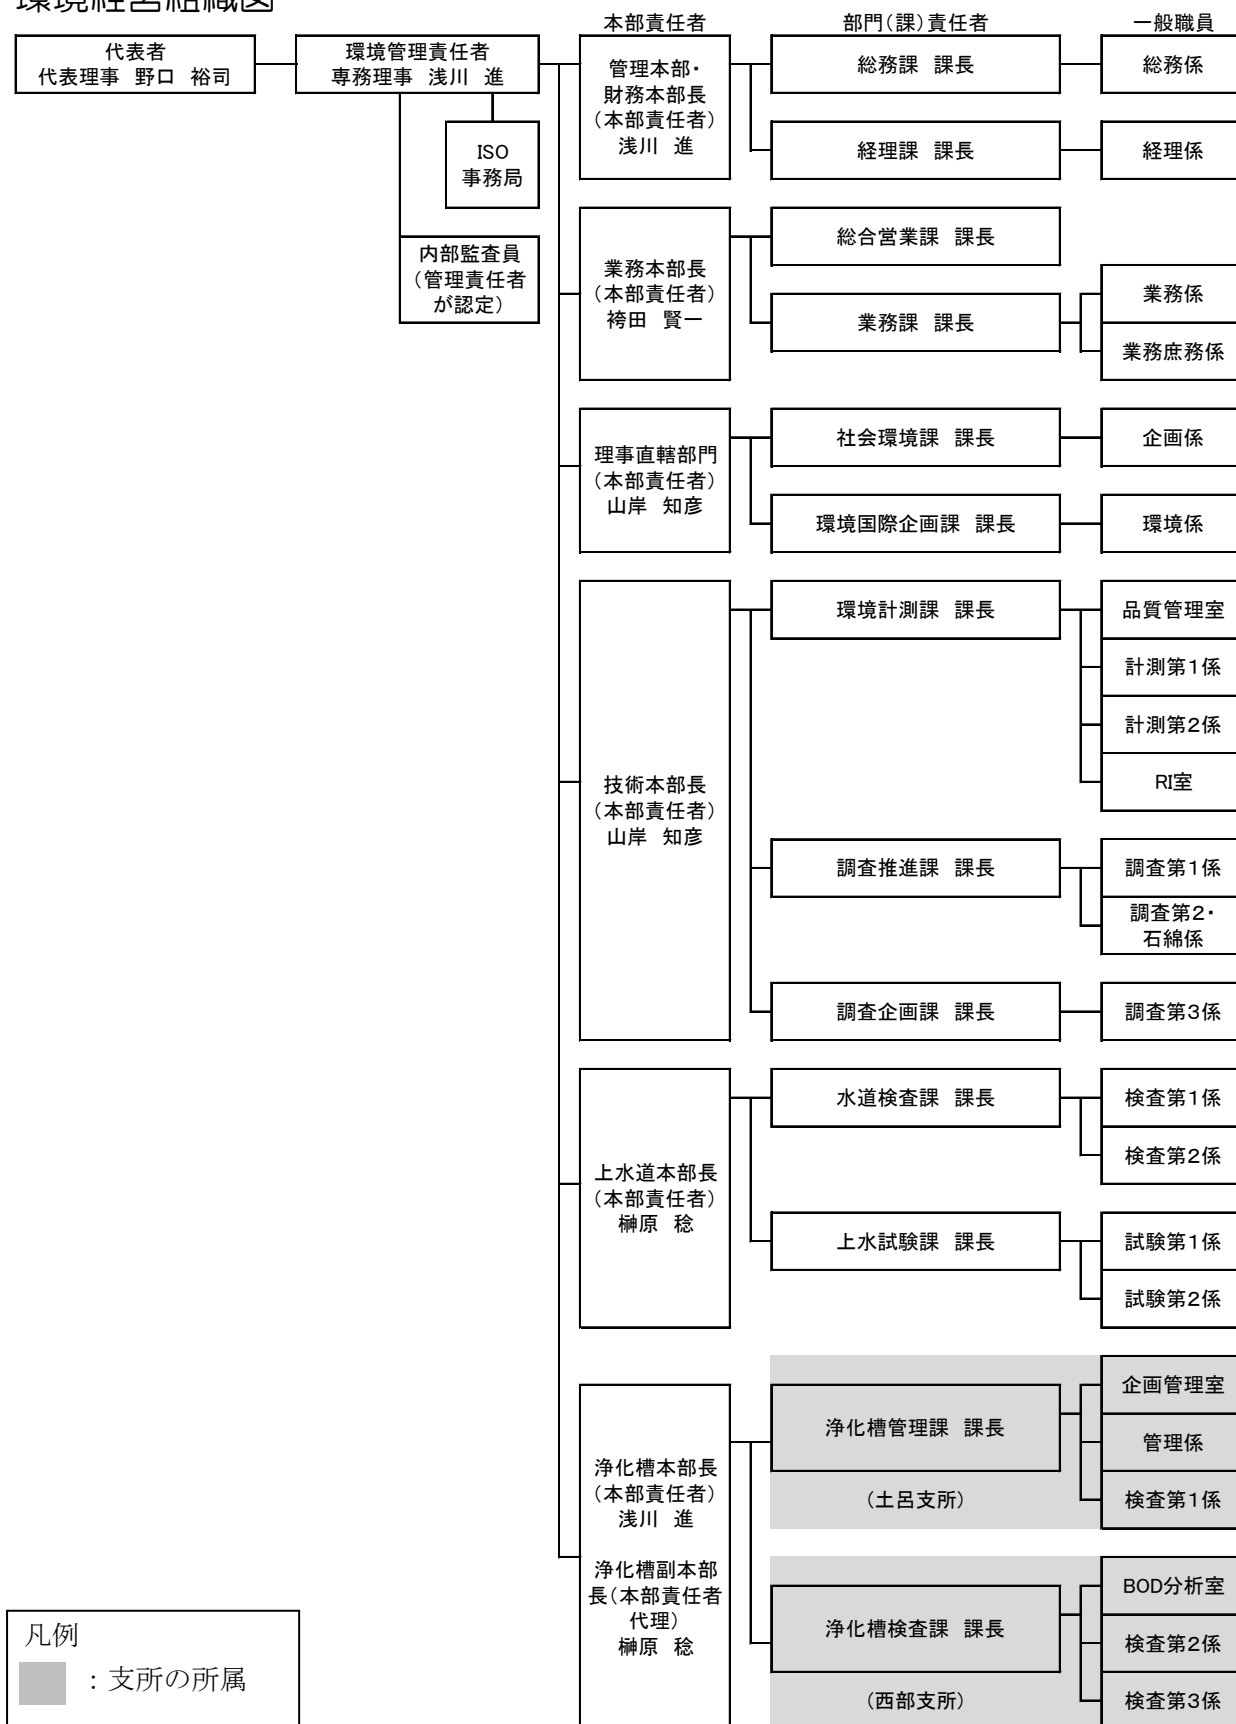 環境経営組織図
本部責任者
部門(課)責任者
一般職員
代表者
代表理事 野口 裕司
環境管理責任者
専務理事 浅川 進
ISO
事務局
内部監査員
(管理責任者
が認定)
管理本部・
財務本部長
(本部責任者)
浅川 進
総務課 課長
総務係
経理課 課長
経理係
業務本部長
(本部責任者)
袴田 賢一
総合営業課 課長
業務課 課長
業務係
業務庶務係
理事直轄部門
(本部責任者)
山岸 知彦
社会環境課 課長
企画係
環境国際企画課 課長
環境係
技術本部長
(本部責任者)
山岸 知彦
環境計測課 課長
品質管理室
計測第1係
計測第2係
RI室
調査推進課 課長
調査第1係
調査第2・
石綿係
調査企画課 課長
調査第3係
上水道本部長
(本部責任者)
榊原 稔
水道検査課 課長
検査第1係
検査第2係
上水試験課 課長
試験第1係
試験第2係
浄化槽本部長
(本部責任者)
浅川 進
浄化槽副本部
長(本部責任者
代理)
榊原 稔
浄化槽管理課 課長
(土呂支所)
企画管理室
管理係
検査第1係
浄化槽検査課 課長
(西部支所)
BOD分析室
検査第2係
検査第3係
凡例
:支所の所属